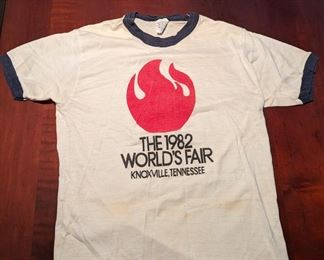 THE 1982
WORLD'S FAIR
KNOXVILLE, TENNESSEE